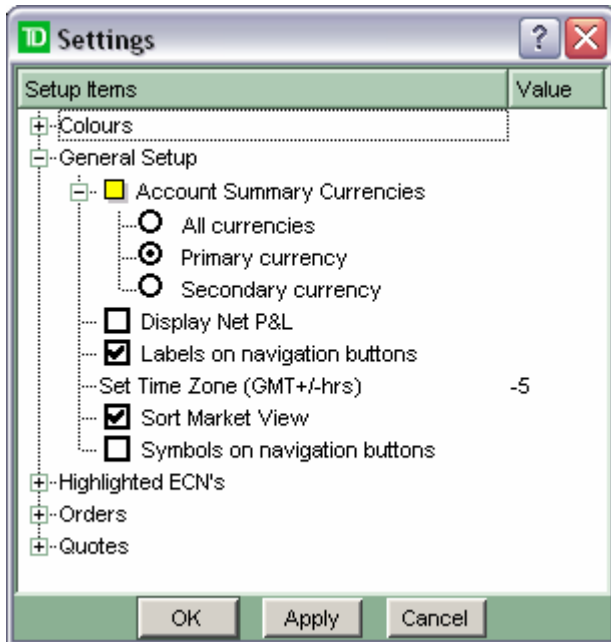 TD Settings
Setup Items Value
Colours
General Setup
Account Summary Currencies
All currencies
Primary currency
Secondary currency
Display Net P&L
Labels on navigation buttons
Set Time Zone (GMT+/-hrs) -5
Sort Market View
Symbols on navigation buttons
Highlighted ECN's
Orders
Quotes
OK Apply Cancel